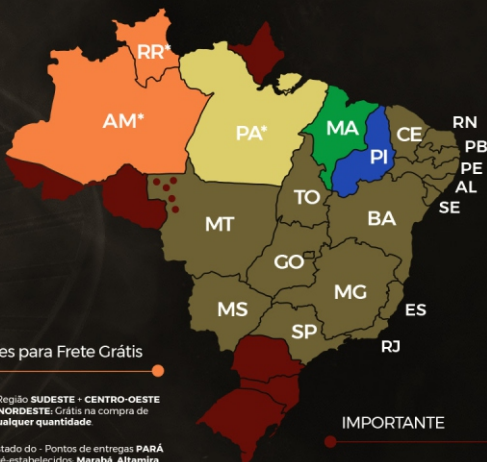 RR*
AM*
PA*
MA
PI
CE
RN
PB
PE
AL
SE
TO
BA
MT
GO
MS
MG
ES
SP
RJ
es para Frete Grátis
Região SUDESTE + CENTRO-OESTE
NORDESTE: Grátis na compra de
ualquer quantidade.
IMPORTANTE
tado do - Pontos de entregas PARÁ
é-estabelecidos. Marabá, Altamira,